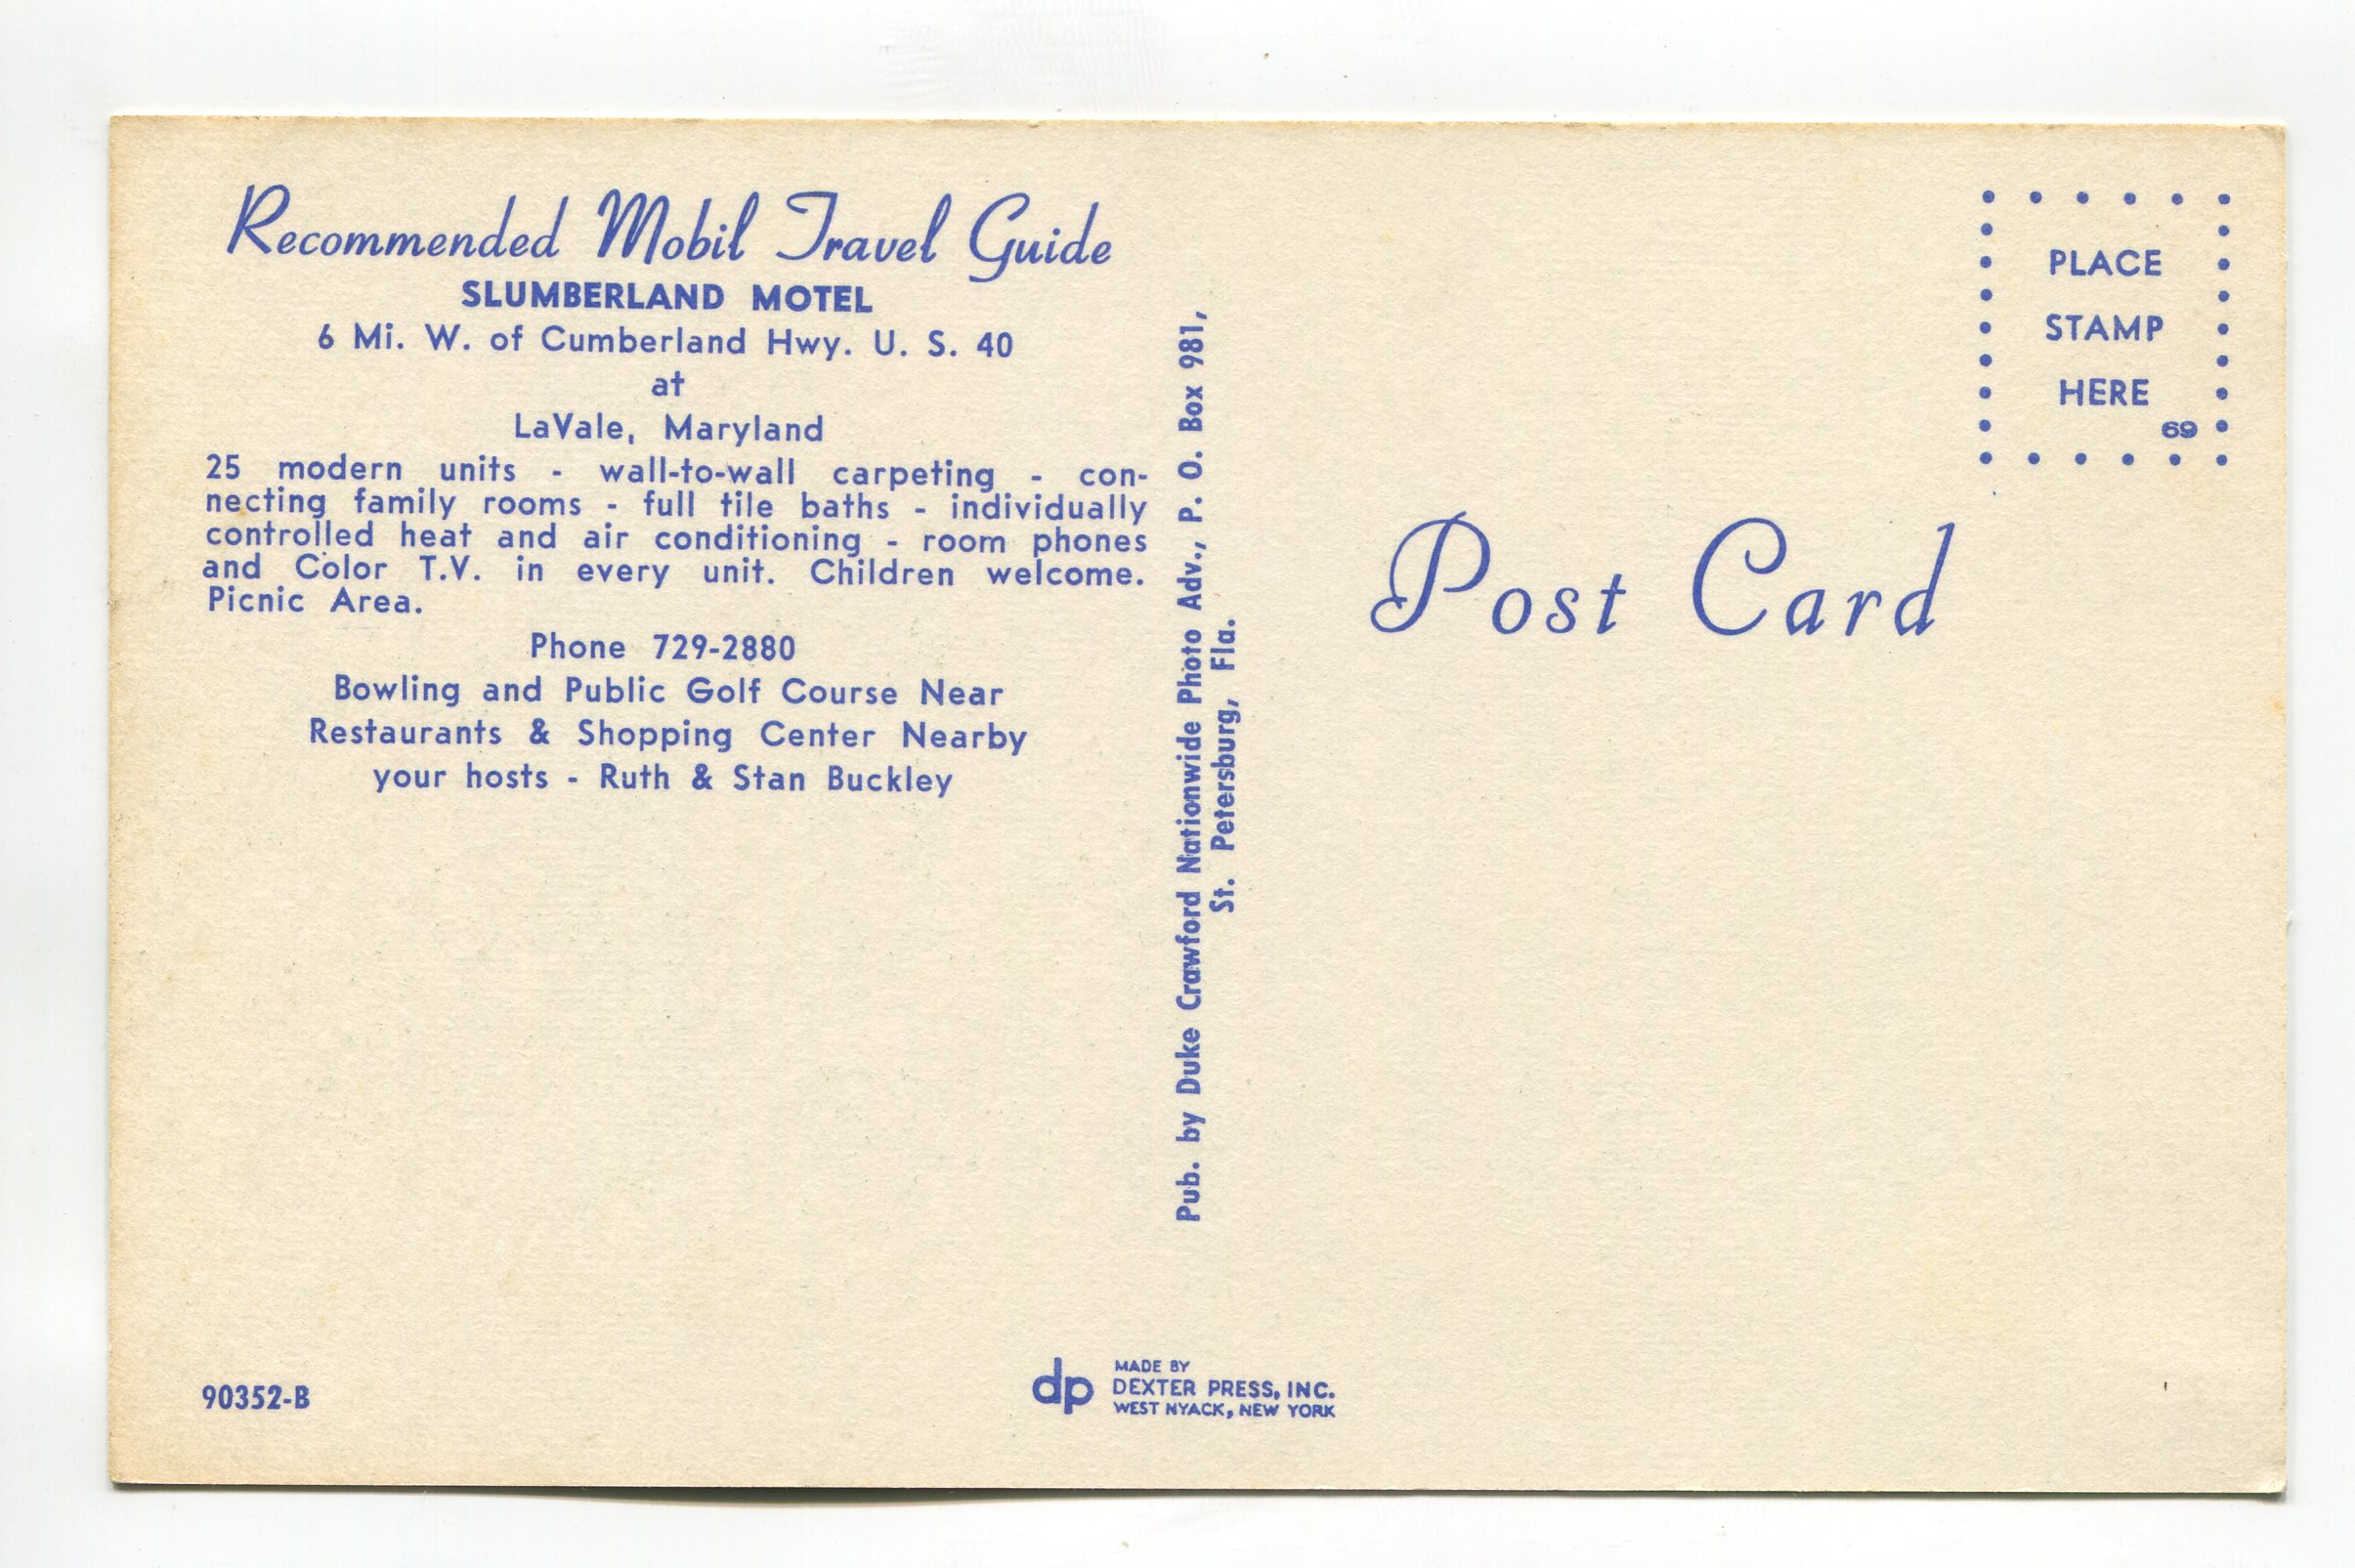 Recommended Mobil Travel Guide
SLUMBERLAND MOTEL
6 Mi. W. of Cumberland Hwy. U. S. 40
at
LaVale, Maryland
25 modern units - wall-to-wall carpeting - con-
necting family rooms - full tile baths - individually
controlled heat and air conditioning - room phones
and Color T.V. in every unit. Children welcome.
Picnic Area.
Phone 729-2880
Bowling and Public Golf Course Near
Restaurants & Shopping Center Nearby
your hosts - Ruth & Stan Buckley
90352-B
Pub. by Duke Crawford Nationwide Photo Adv., P. O. Box 981,
St. Petersburg, Fla.
dp
MADE BY
DEXTER PRESS, INC.
WEST NYACK, NEW YORK
PLACE
STAMP
HERE
69
Post Card